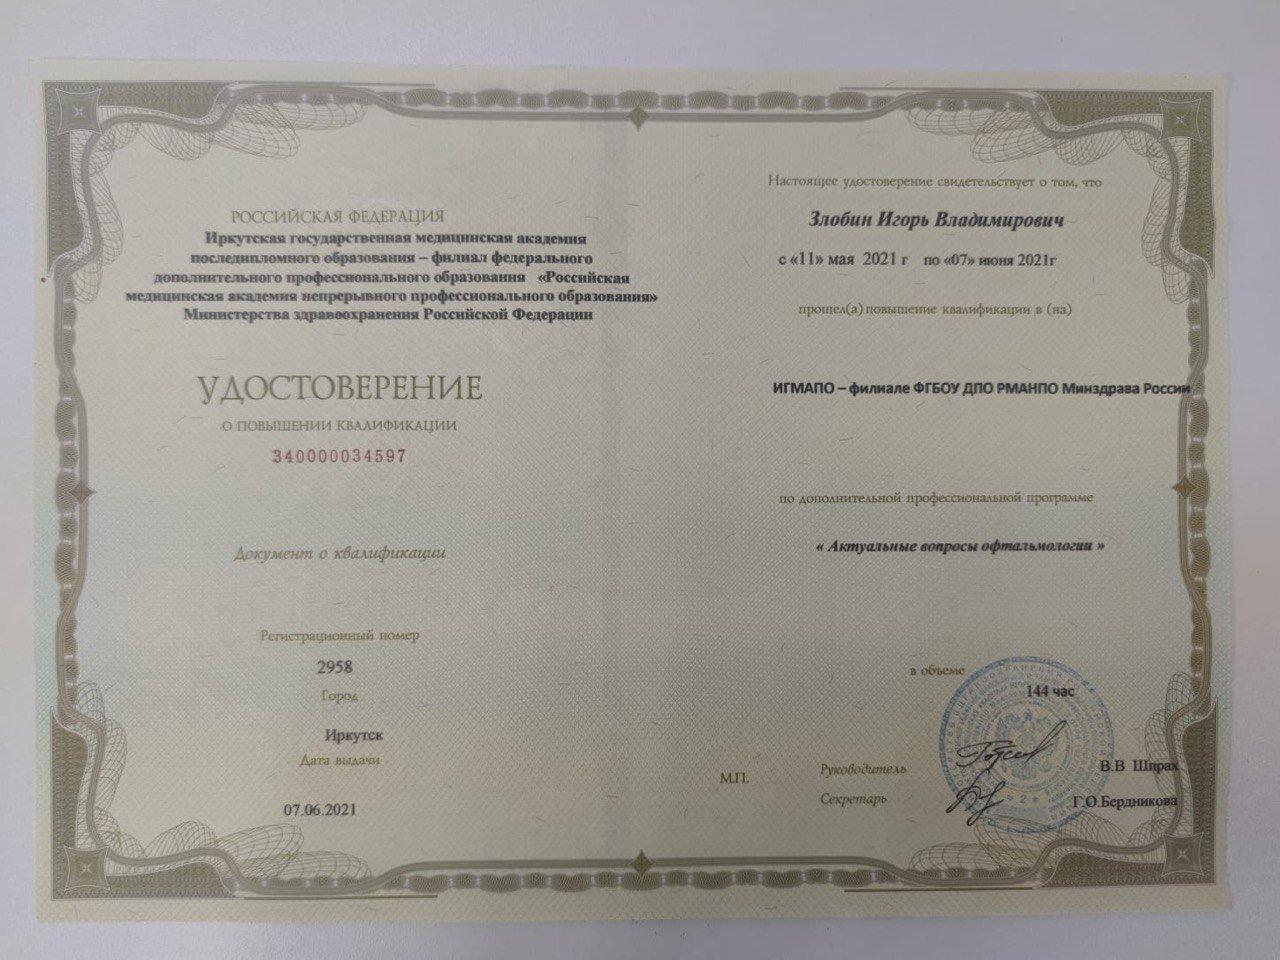 РОССИЙСКАЯ ФЕДЕРАЦИЯ
Иркутская государственная медицинская академия
последипломного образования – филиал федерального
дополнительного профессионального образования «Российская
медицинская академия непрерывного профессионального образования»
Министерства здравоохранения Российской Федерации
УДОСТОВЕРЕНИЕ
О ПОВЫШЕНИИ КВАЛИФИКАЦИИ
340000034597
Документ о квалификации
Регистрационный номер
2958
Город
Иркутск
Дата выдачи
07.06.2021
Настоящее удостоверение свидетельствует о том, что
Злобин Игорь Владимирович
с «11» мая 2021 г по «07» июня 2021г
прошел(а) повышение квалификации в (на)
ИГМАПО – филиале ФГБОУ ДПО РМАНПО Минздрава России
по дополнительной профессиональной программе
« Актуальные вопросы офтальмологии »
в объеме
144 час
М.П.
Руководитель
В.В Шпрах
Секретарь
Г.О.Бердникова